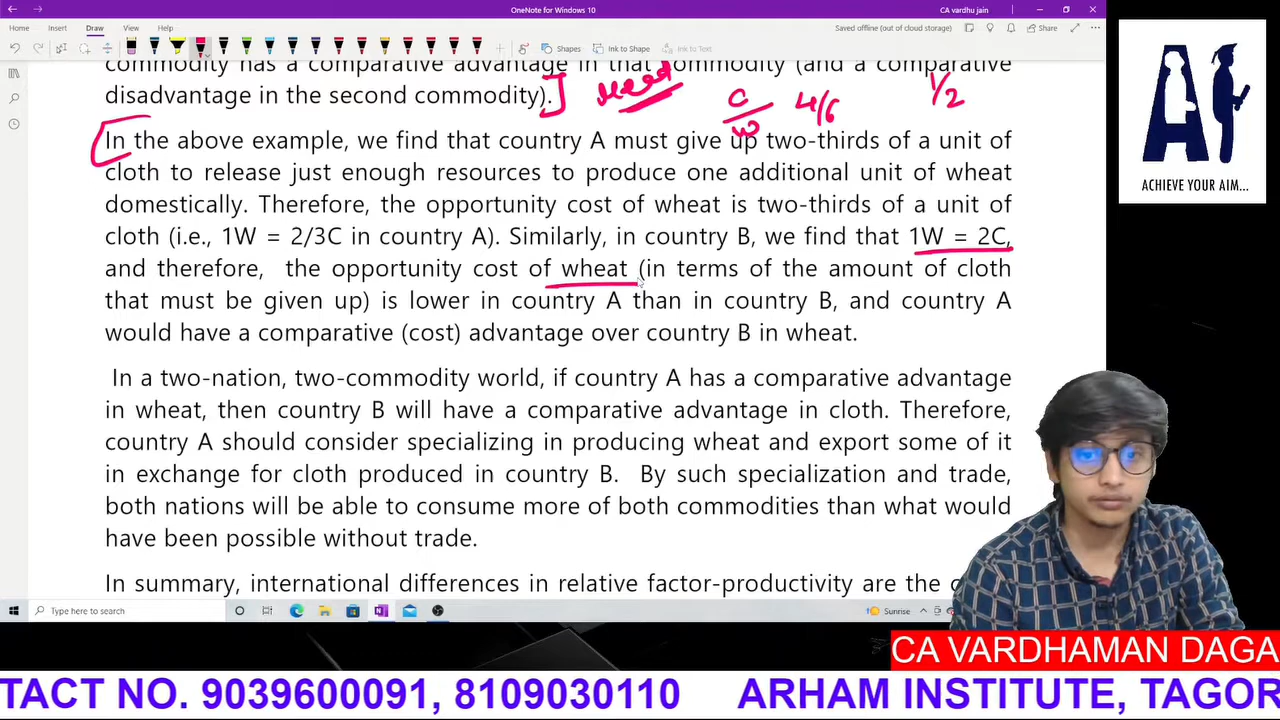 OneNote for Windows 10
CA vardhu jain
Home Insert Draw View Help
Saved offline (out of cloud storage)
Share
Shapes Ink to Shape Ink to Text
commodity has a comparative advantage in that commodity (and a comparative
disadvantage in the second commodity).
C/W 4/6 1/2
In the above example, we find that country A must give up two-thirds of a unit of
cloth to release just enough resources to produce one additional unit of wheat
domestically. Therefore, the opportunity cost of wheat is two-thirds of a unit of
cloth (i.e., 1W = 2/3C in country A). Similarly, in country B, we find that 1W = 2C,
and therefore, the opportunity cost of wheat (in terms of the amount of cloth
that must be given up) is lower in country A than in country B, and country A
would have a comparative (cost) advantage over country B in wheat.
In a two-nation, two-commodity world, if country A has a comparative advantage
in wheat, then country B will have a comparative advantage in cloth. Therefore,
country A should consider specializing in producing wheat and export some of it
in exchange for cloth produced in country B. By such specialization and trade,
both nations will be able to consume more of both commodities than what would
have been possible without trade.
In summary, international differences in relative factor-productivity are the
Type here to search
Sunrise
ACHIEVE YOUR AIM...
CA VARDHAMAN DAGA
TACT NO. 9039600091, 8109030110 ARHAM INSTITUTE, TAGOR